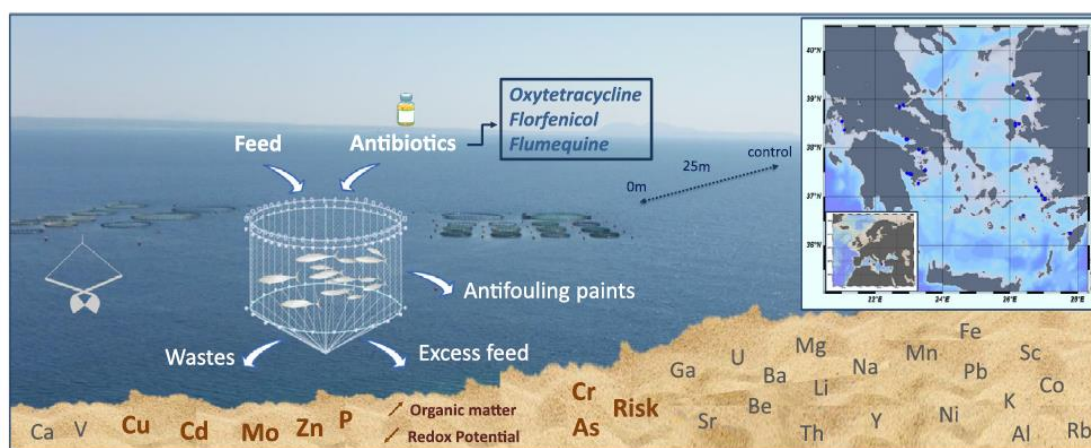 Oxytetracycline
Florfenicol
Flumequine
Feed
Antibiotics
0m
25m
control
Antifouling paints
Wastes
Excess feed
40°N
39°N
38°N
37°N
36°N
22°E 24°E 26°E 28°E
Ca V Cu Cd Mo Zn P
Organic matter
Redox Potential
Cr
As
Risk
Ga U Mg Fe
Ba Li Na Mn Pb Sc
Sr Be Th Y Ni K Co
Al Rb